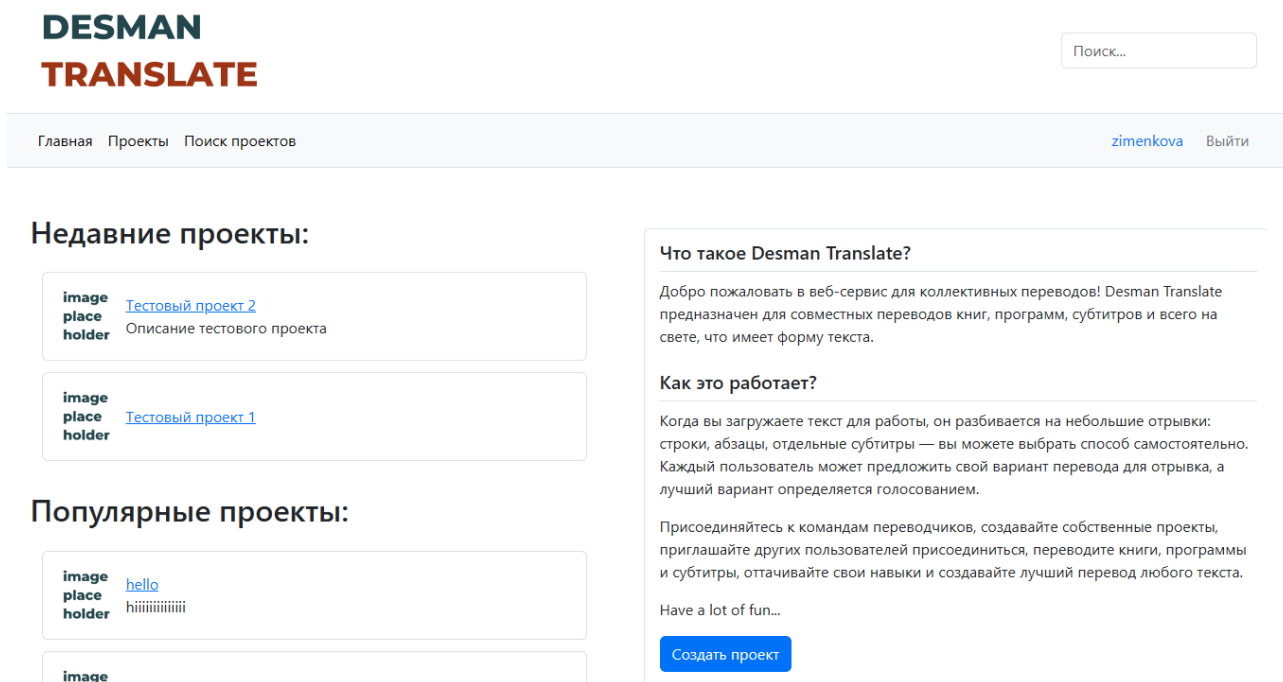 DESMAN
TRANSLATE
Поиск...
Главная Проекты Поиск проектов
zimenkova Выйти
Недавние проекты:
image
place
holder
Тестовый проект 2
Описание тестового проекта
image
place
holder
Тестовый проект 1
Популярные проекты:
image
place
holder
hello
hiiiiiiiiiiiiii
image
Что такое Desman Translate?
Добро пожаловать в веб-сервис для коллективных переводов! Desman Translate
предназначен для совместных переводов книг, программ, субтитров и всего на
свете, что имеет форму текста.
Как это работает?
Когда вы загружаете текст для работы, он разбивается на небольшие отрывки:
строки, абзацы, отдельные субтитры — вы можете выбрать способ самостоятельно.
Каждый пользователь может предложить свой вариант перевода для отрывка, а
лучший вариант определяется голосованием.
Присоединяйтесь к командам переводчиков, создавайте собственные проекты,
приглашайте других пользователей присоединиться, переводите книги, программы
и субтитры, оттачивайте свои навыки и создавайте лучший перевод любого текста.
Have a lot of fun...
Создать проект